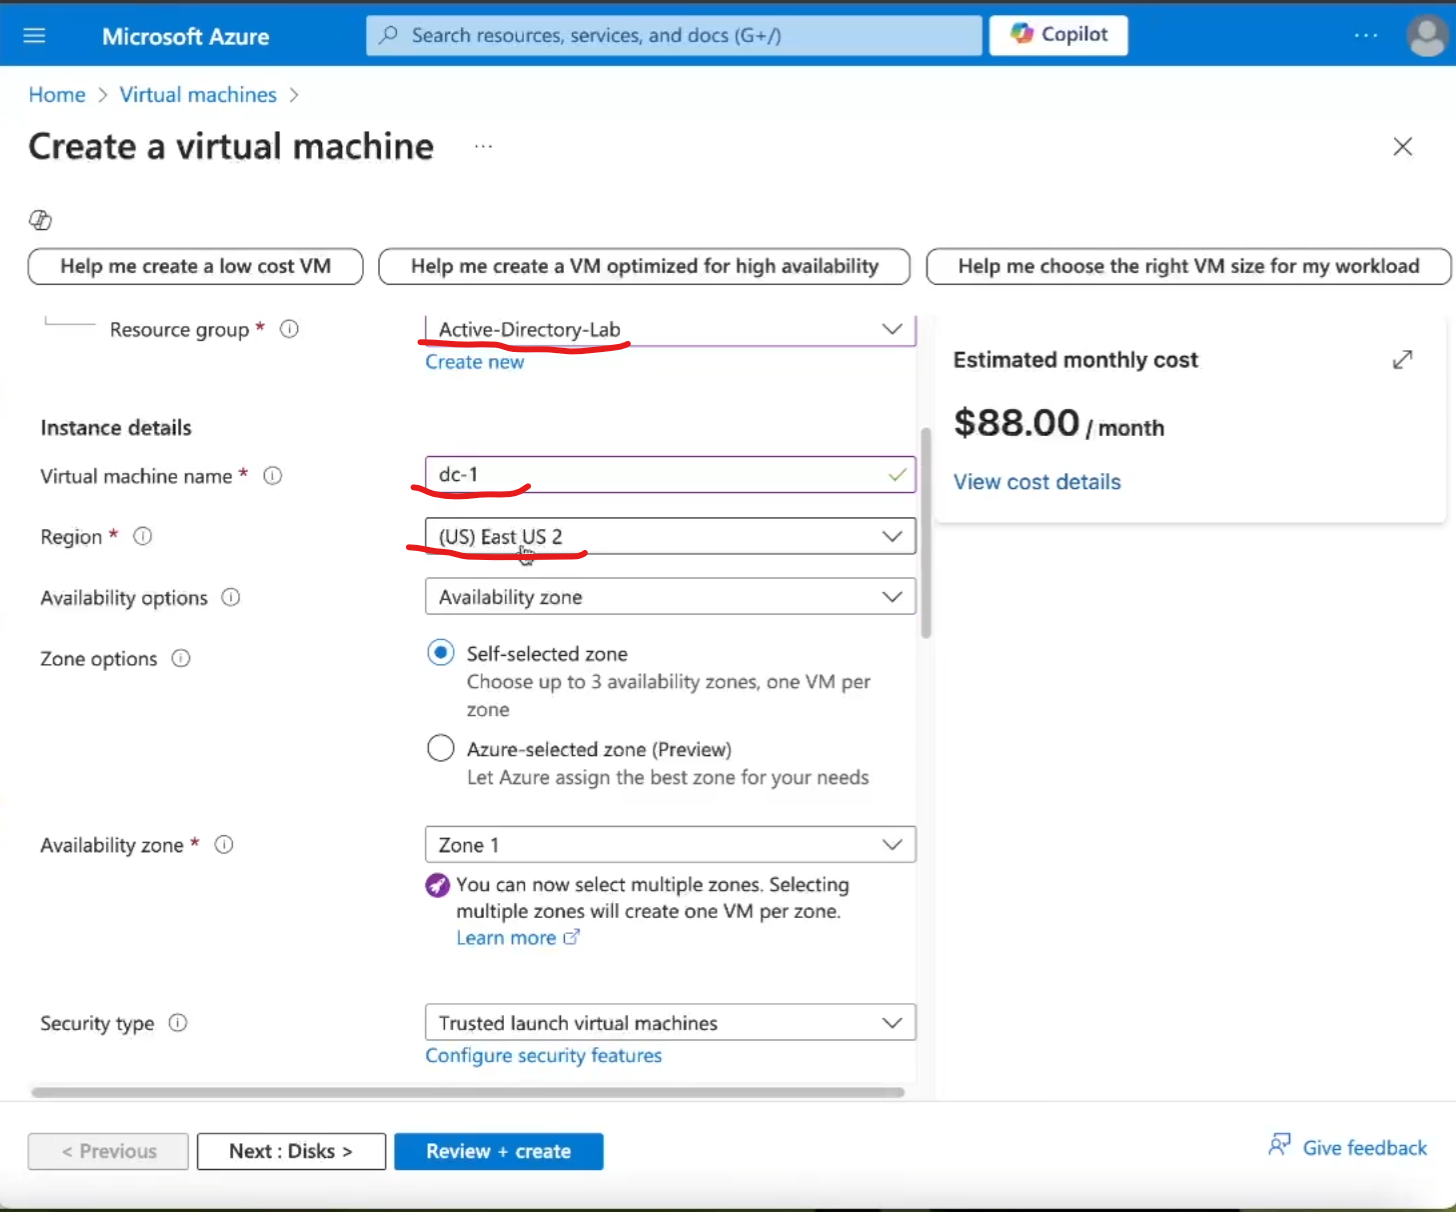 Microsoft Azure
Search resources, services, and docs (G+/)
Copilot
Home > Virtual machines >
Create a virtual machine ...
Help me create a low cost VM
Help me create a VM optimized for high availability
Help me choose the right VM size for my workload
Resource group *
Active-Directory-Lab
Create new
Instance details
Virtual machine name *
dc-1
Region *
(US) East US 2
Availability options
Availability zone
Zone options
Self-selected zone
Choose up to 3 availability zones, one VM per
zone
Azure-selected zone (Preview)
Let Azure assign the best zone for your needs
Availability zone *
Zone 1
You can now select multiple zones. Selecting
multiple zones will create one VM per zone.
Learn more
Security type
Trusted launch virtual machines
Configure security features
Estimated monthly cost
$88.00 / month
View cost details
< Previous
Next : Disks >
Review + create
Give feedback